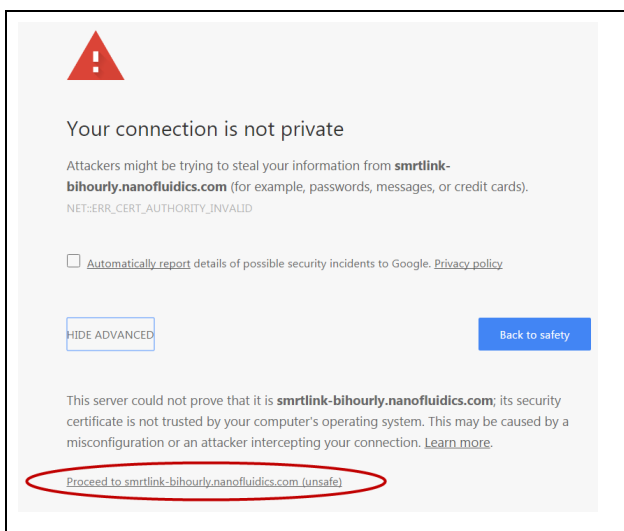 Your connection is not private
Attackers might be trying to steal your information from smrtlink-
bihourly.nanofluidics.com (for example, passwords, messages, or credit cards).
NET::ERR_CERT_AUTHORITY_INVALID
Automatically report details of possible security incidents to Google. Privacy policy
HIDE ADVANCED
Back to safety
This server could not prove that it is smrtlink-bihourly.nanofluidics.com; its security
certificate is not trusted by your computer's operating system. This may be caused by a
misconfiguration or an attacker intercepting your connection. Learn more.
Proceed to smrtlink-bihourly.nanofluidics.com (unsafe)